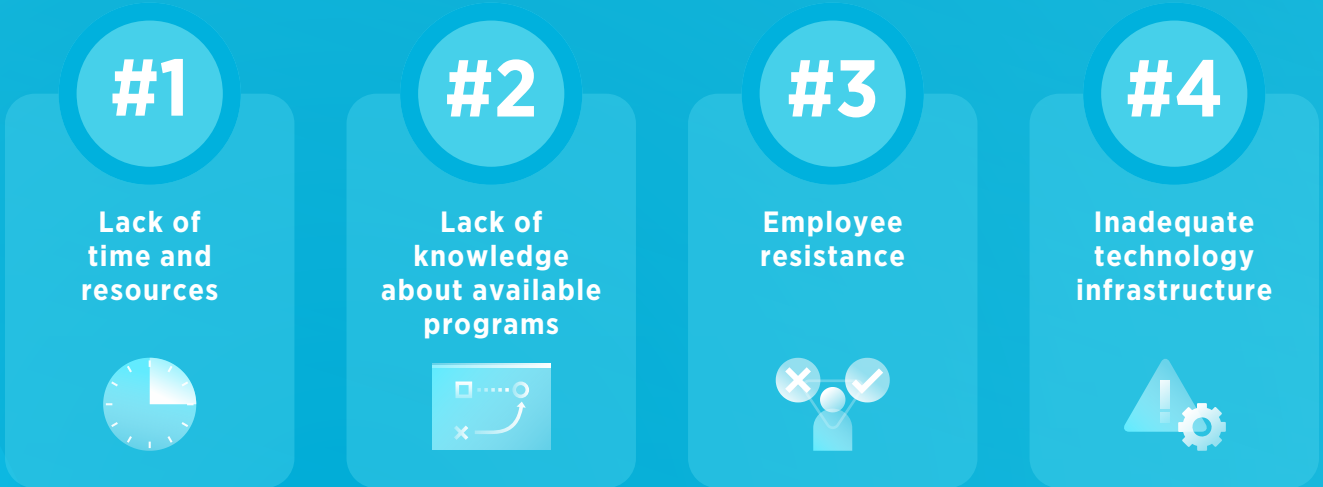 #1
Lack of
time and
resources
#2
Lack of
knowledge
about available
programs
#3
Employee
resistance
#4
Inadequate
technology
infrastructure